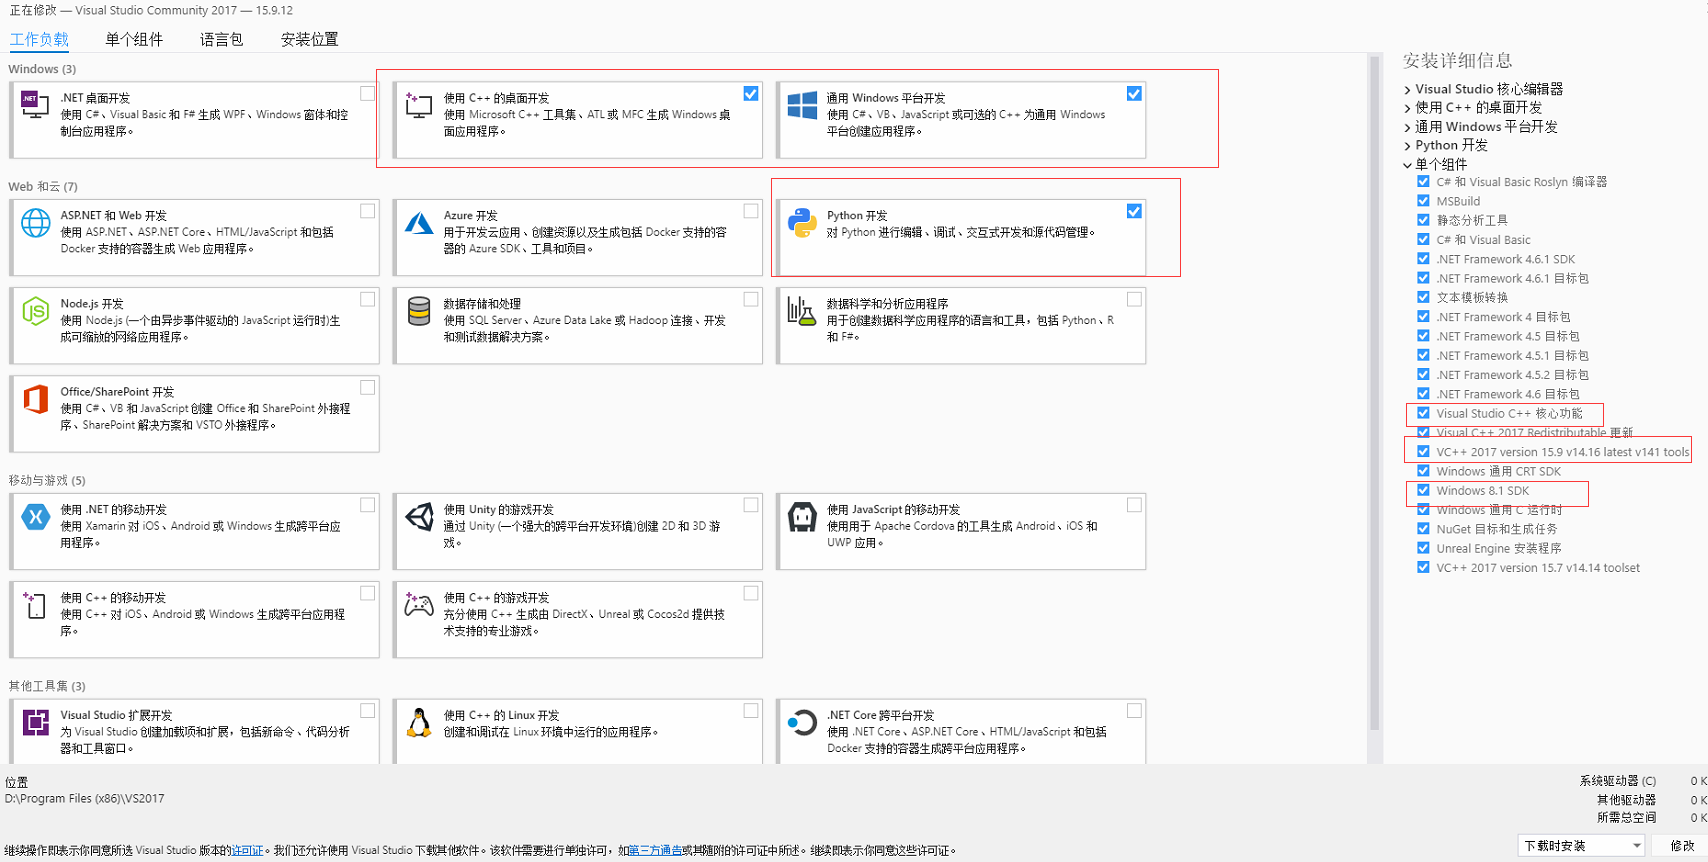 正在修改 — Visual Studio Community 2017 — 15.9.12
工作负载 单个组件 语言包 安装位置
Windows (3)
.NET 桌面开发
使用 C#、Visual Basic 和 F# 生成 WPF、Windows 窗体和控
制台应用程序。
使用 C++ 的桌面开发
使用 Microsoft C++ 工具集、ATL 或 MFC 生成 Windows 桌
面应用程序。
通用 Windows 平台开发
使用 C#、VB、JavaScript 或可选的 C++ 为通用 Windows
平台创建应用程序。
Web 和云 (7)
ASP.NET 和 Web 开发
使用 ASP.NET、ASP.NET Core、HTML/JavaScript 和包括
Docker 支持的容器生成 Web 应用程序。
Azure 开发
用于开发云应用、创建资源以及生成包括 Docker 支持的容
器的 Azure SDK、工具和项目。
Python 开发
对 Python 进行编辑、调试、交互式开发和源代码管理。
Node.js 开发
使用 Node.js (一个由异步事件驱动的 JavaScript 运行时)生
成可缩放的网络应用程序。
数据存储和处理
使用 SQL Server、Azure Data Lake 或 Hadoop 连接、开发
和测试数据解决方案。
数据科学和分析应用程序
用于创建数据科学应用程序的语言和工具，包括 Python、R
和 F#。
Office/SharePoint 开发
使用 C#、VB 和 JavaScript 创建 Office 和 SharePoint 外接程
序、SharePoint 解决方案和 VSTO 外接程序。
移动与游戏 (5)
使用 .NET 的移动开发
使用 Xamarin 对 iOS、Android 或 Windows 生成跨平台应
用程序。
使用 Unity 的游戏开发
通过 Unity (一个强大的跨平台开发环境)创建 2D 和 3D 游
戏。
使用 JavaScript 的移动开发
使用用于 Apache Cordova 的工具生成 Android、iOS 和
UWP 应用。
使用 C++ 的移动开发
使用 C++ 对 iOS、Android 或 Windows 生成跨平台应用程
序。
使用 C++ 的游戏开发
充分使用 C++ 生成由 DirectX、Unreal 或 Cocos2d 提供技
术支持的专业游戏。
其他工具集 (3)
Visual Studio 扩展开发
为 Visual Studio 创建加载项和扩展，包括新命令、代码分析
器和工具窗口。
使用 C++ 的 Linux 开发
创建和调试在 Linux 环境中运行的应用程序。
.NET Core 跨平台开发
使用 .NET Core、ASP.NET Core、HTML/JavaScript 和包括
Docker 支持的容器生成跨平台应用程序。
安装详细信息
Visual Studio 核心编辑器
使用 C++ 的桌面开发
通用 Windows 平台开发
Python 开发
单个组件
C# 和 Visual Basic Roslyn 编译器
MSBuild
静态分析工具
C# 和 Visual Basic
.NET Framework 4.6.1 SDK
.NET Framework 4.6.1 目标包
文本模板转换
.NET Framework 4 目标包
.NET Framework 4.5 目标包
.NET Framework 4.5.1 目标包
.NET Framework 4.5.2 目标包
.NET Framework 4.6 目标包
Visual Studio C++ 核心功能
Visual C++ 2017 Redistributable 更新
VC++ 2017 version 15.9 v14.16 latest v141 tools
Windows 通用 CRT SDK
Windows 8.1 SDK
Windows 通用 C 运行时
NuGet 目标和生成任务
Unreal Engine 安装程序
VC++ 2017 version 15.7 v14.14 toolset
位置
D:\Program Files (x86)\VS2017
系统驱动器 (C) 0 K
其他驱动器 0 K
所需总空间 0 K
继续操作即表示你同意所选 Visual Studio 版本的许可证。我们还允许使用 Visual Studio 下载其他软件。该软件需要进行单独许可，如第三方通告或其随附的许可证中所述。继续即表示你同意这些许可证。
下载时安装 修改